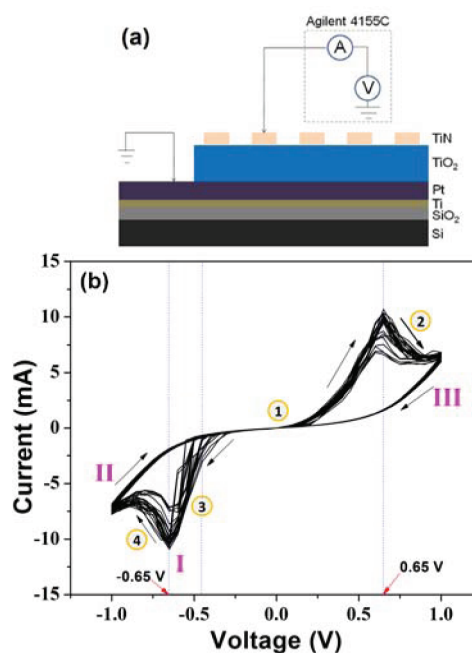 (a)
Agilent 4155C
A
V
TiN
TiO₂
Pt
Ti
SiO₂
Si
(b)
15
10
5
0
-5
-10
-15
Current (mA)
1
2
3
4
I
II
III
-0.65 V
0.65 V
-1.0
-0.5
0.0
0.5
1.0
Voltage (V)